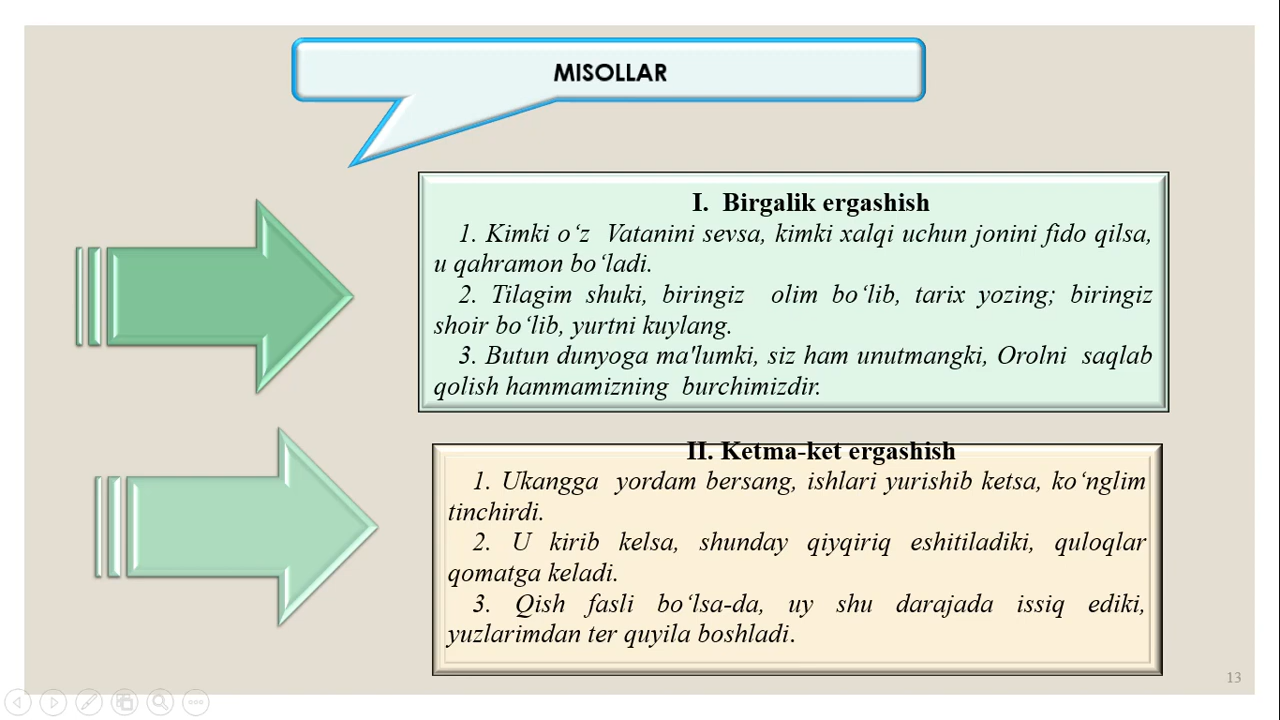 MISOLLAR
I. Birgalik ergashish
1. Kimki o‘z Vatanini sevsa, kimki xalqi uchun jonini fido qilsa,
u qahramon bo‘ladi.
2. Tilagim shuki, biringiz olim bo‘lib, tarix yozing; biringiz
shoir bo‘lib, yurtni kuylang.
3. Butun dunyoga ma'lumki, siz ham unutmangki, Orolni saqlab
qolish hammamizning burchimizdir.
II. Ketma-ket ergashish
1. Ukangga yordam bersang, ishlari yurishib ketsa, ko‘nglim
tinchirdi.
2. U kirib kelsa, shunday qiyqiriq eshitiladiki, quloqlar
qomatga keladi.
3. Qish fasli bo‘lsa-da, uy shu darajada issiq ediki,
yuzlarimdan ter quyila boshladi.
13